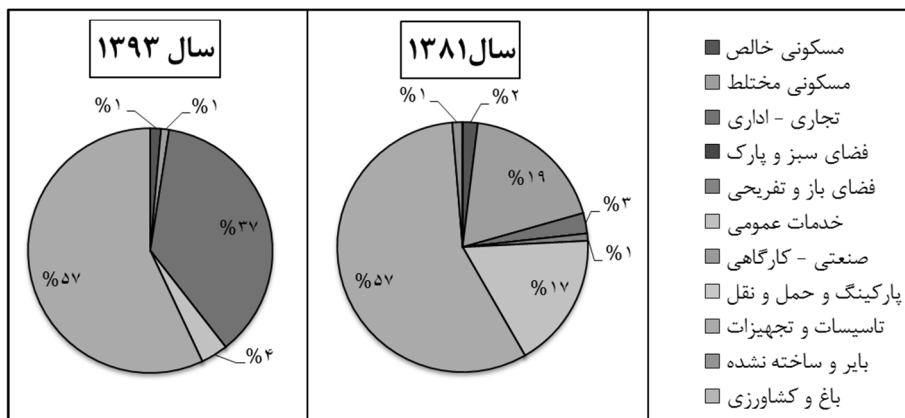 سال ۱۳۹۳
%۱
%۱
%۳۷
%۵۷
%۴
سال۱۳۸۱
%۱
%۲
%۱۹
%۳
%۱
%۵۷
%۱۷
مسکونی خالص
مسکونی مختلط
تجاری - اداری
فضای سبز و پارک
فضای باز و تفریحی
خدمات عمومی
صنعتی - کارگاهی
پارکینگ و حمل و نقل
تاسیسات و تجهیزات
بایر و ساخته نشده
باغ و کشاورزی